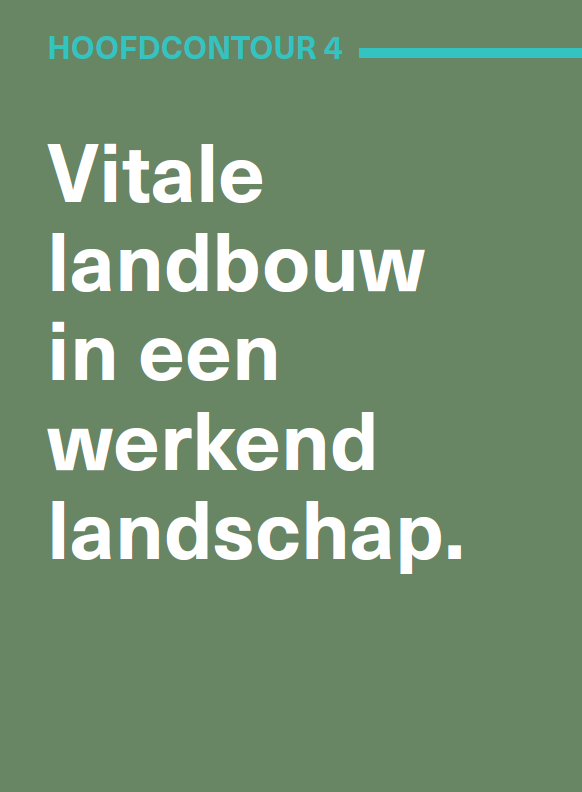 HOOFDCONTOUR 4
Vitale
landbouw
in een
werkend
landschap.